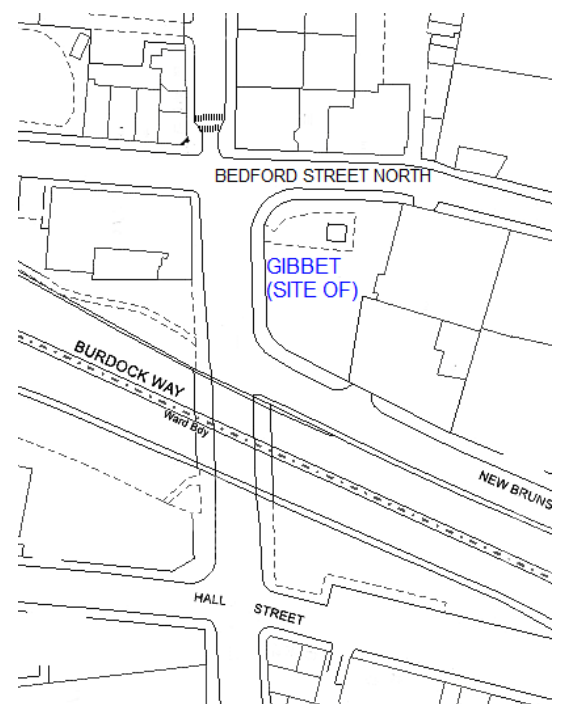 BEDFORD STREET NORTH
GIBBET
(SITE OF)
BURDOCK WAY
Ward Bdy
NEW BRUNS
HALL STREET